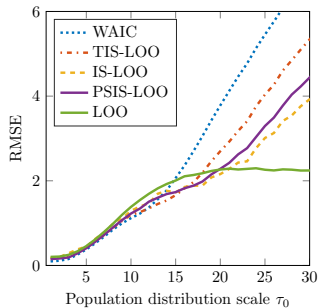 6
4
2
0
RMSE
WAIC
TIS-LOO
IS-LOO
PSIS-LOO
LOO
5 10 15 20 25 30
Population distribution scale τ₀